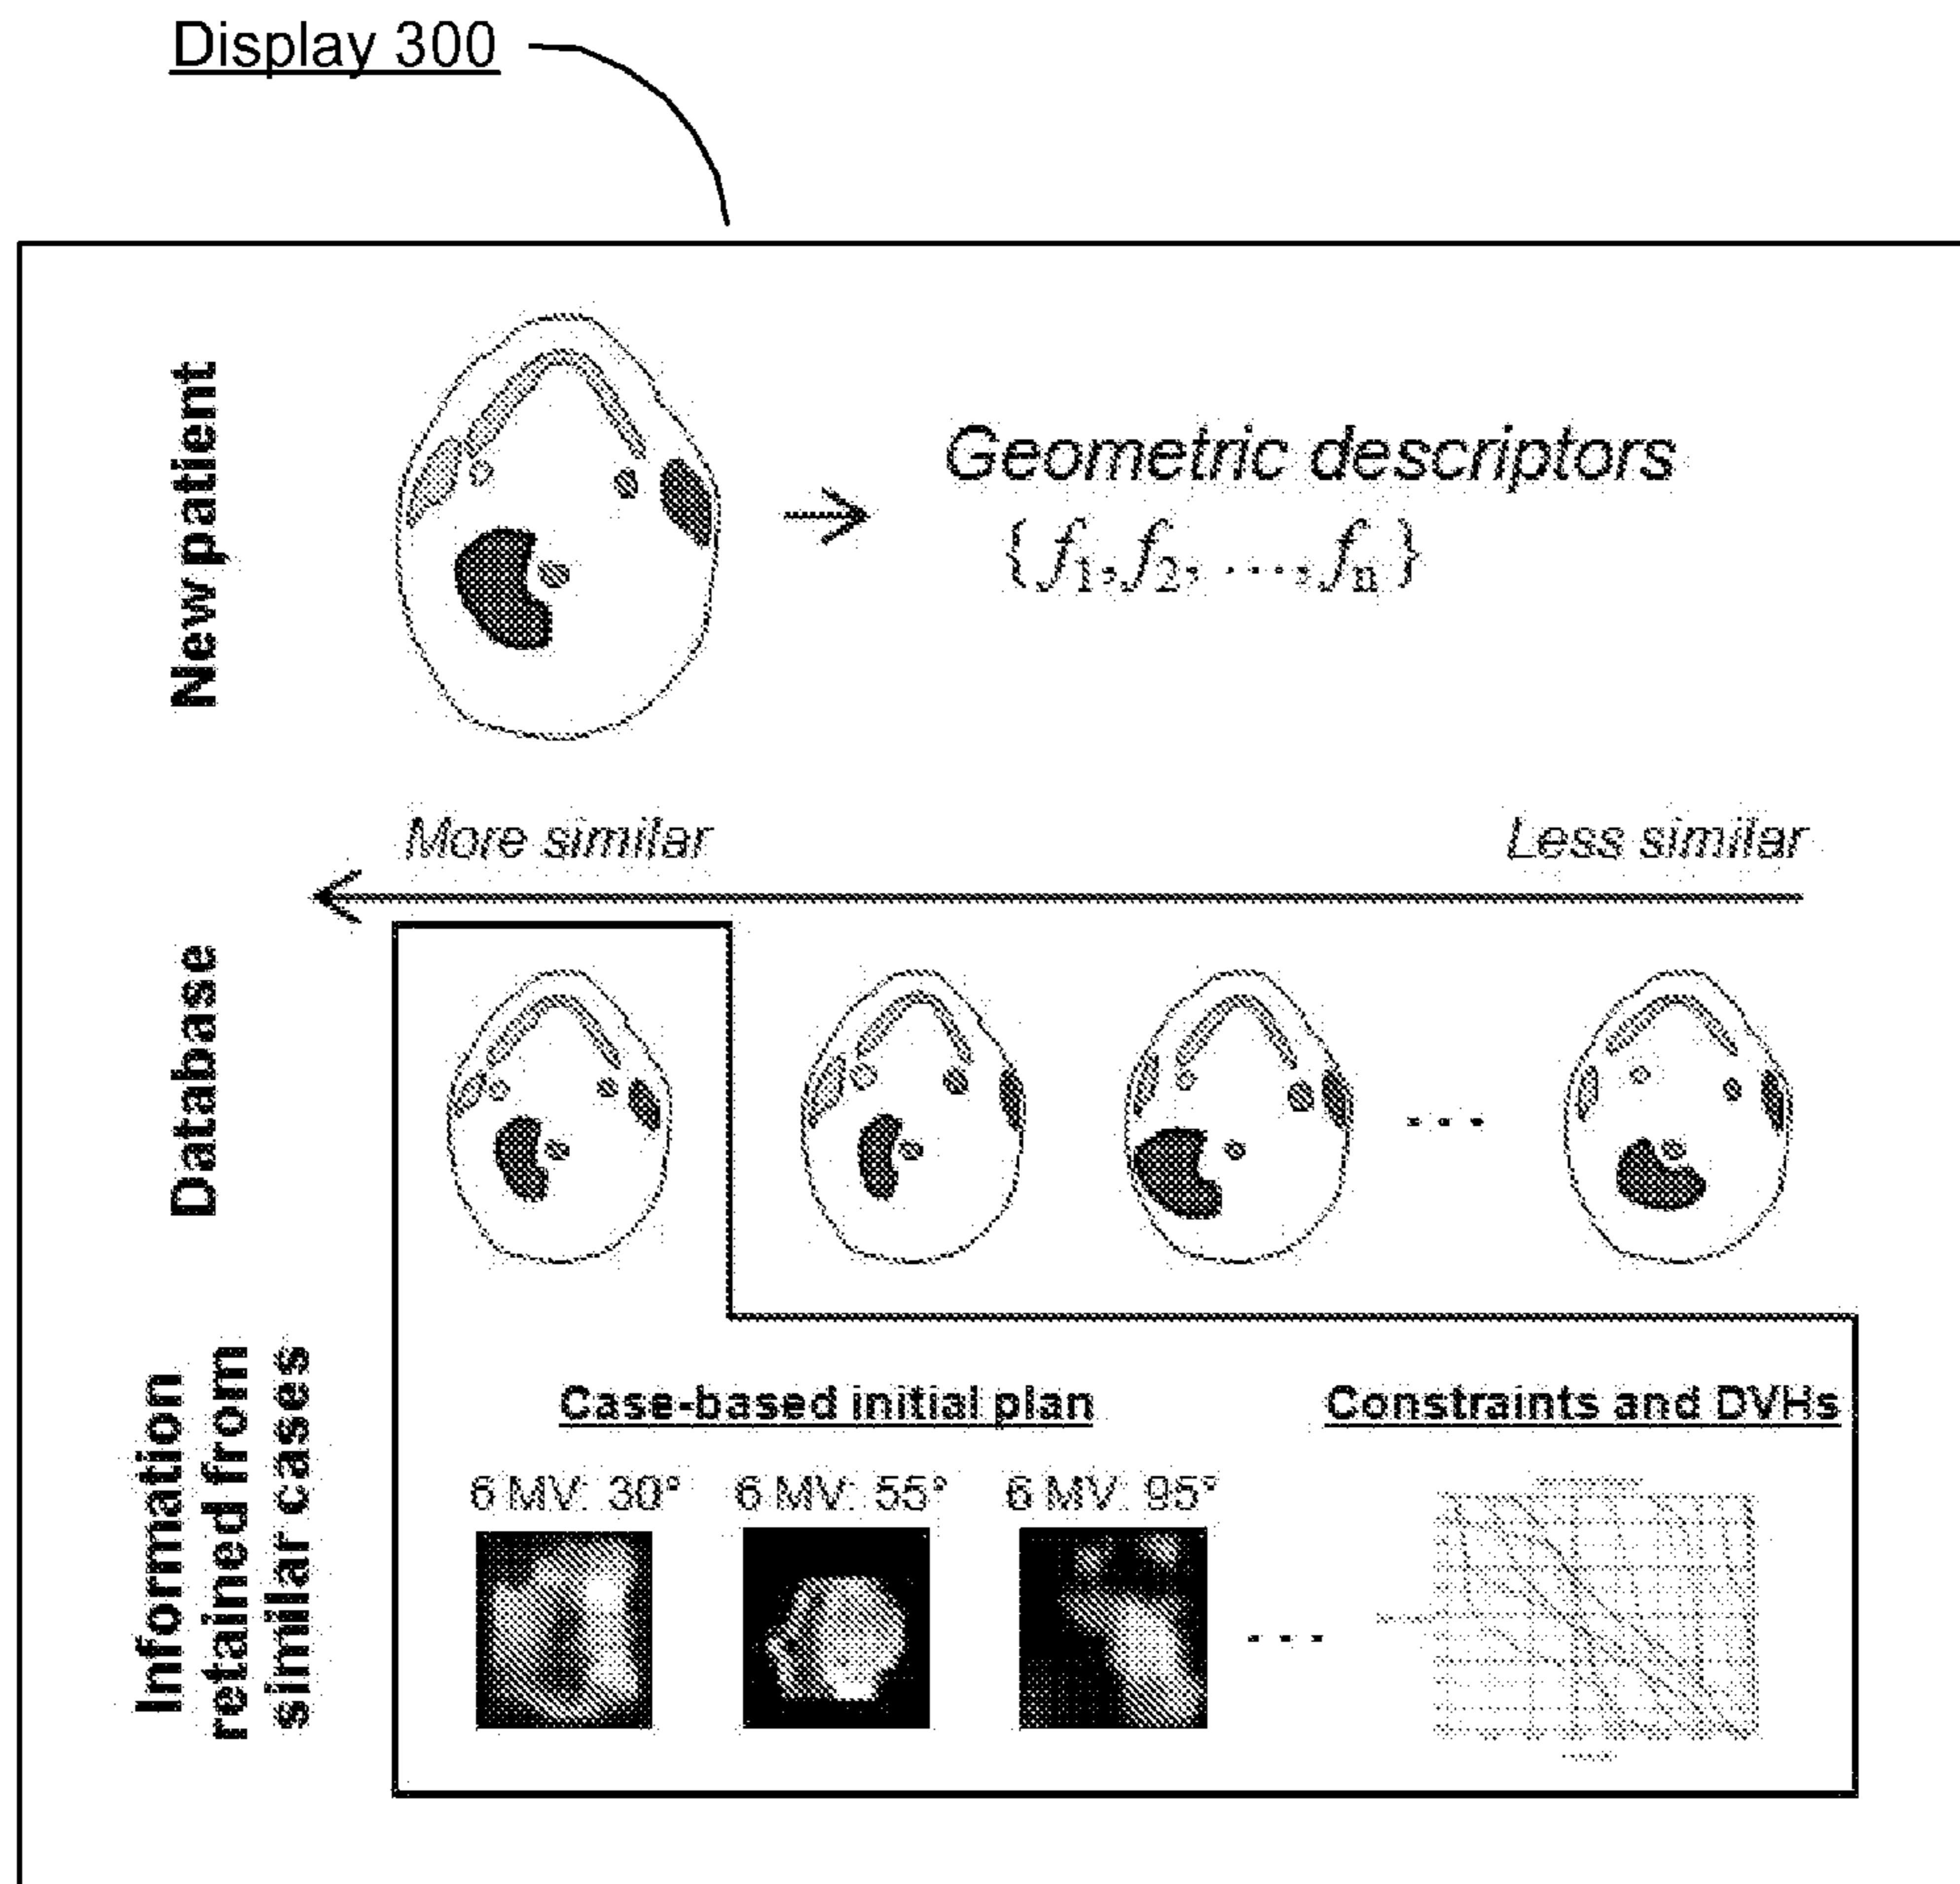 Display 300
New patient
Geometric descriptors
{ f1, f2, ..., fn }
More similar
Less similar
Database
...
Information
retained from
similar cases
Case-based initial plan
Constraints and DVHs
6 MV: 30°
6 MV: 55°
6 MV: 95°
...